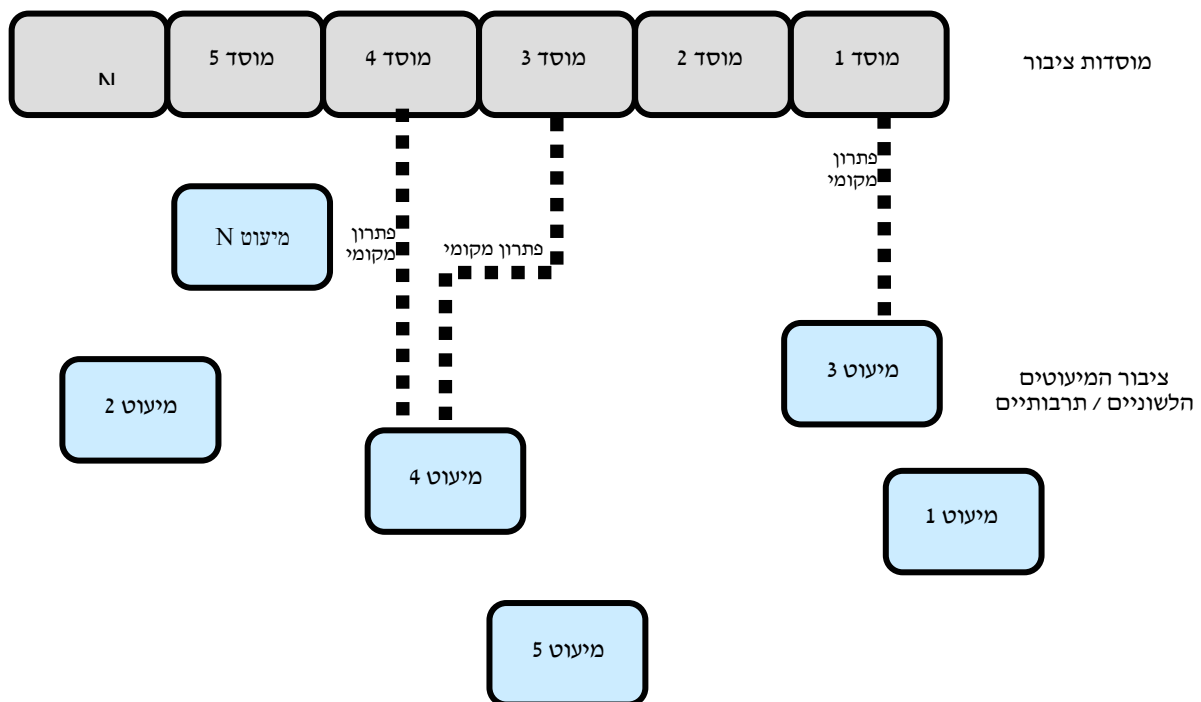 מוסדות ציבור
מוסד 1
מוסד 2
מוסד 3
מוסד 4
מוסד 5
N
פתרון
מקומי
פתרון מקומי
פתרון
מקומי
מיעוט N
מיעוט 3
מיעוט 2
ציבור המיעוטים
הלשוניים / תרבותיים
מיעוט 4
מיעוט 1
מיעוט 5